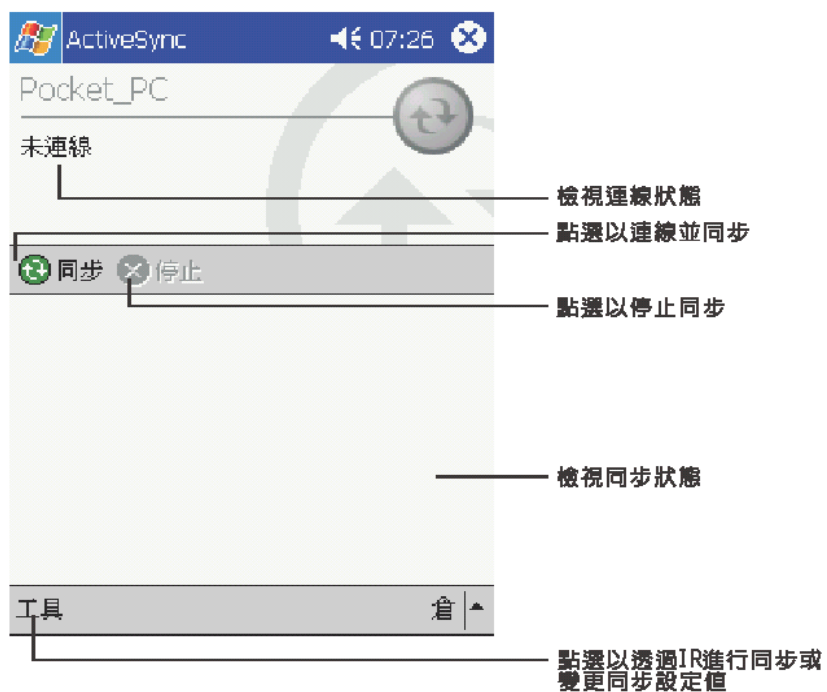 ActiveSync 07:26
Pocket_PC
未連線
檢視連線狀態
點選以連線並同步
同步 停止
點選以停止同步
檢視同步狀態
工具 倉
點選以透過IR進行同步或
變更同步設定值